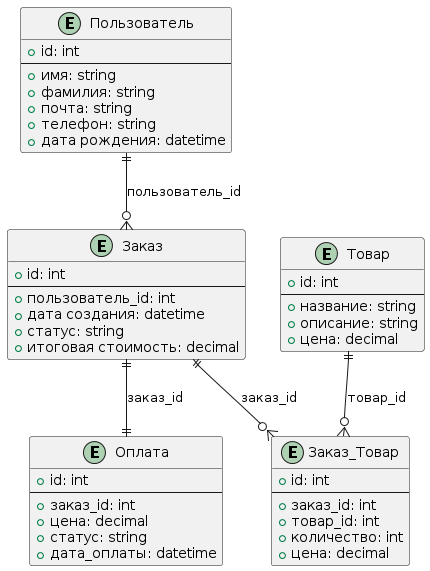 E Пользователь
id: int
имя: string
фамилия: string
почта: string
телефон: string
дата рождения: datetime
пользователь_id
E Заказ
id: int
пользователь_id: int
дата создания: datetime
статус: string
итоговая стоимость: decimal
E Товар
id: int
название: string
описание: string
цена: decimal
заказ_id
заказ_id
товар_id
E Оплата
id: int
заказ_id: int
цена: decimal
статус: string
дата_оплаты: datetime
E Заказ_Товар
id: int
заказ_id: int
товар_id: int
количество: int
цена: decimal